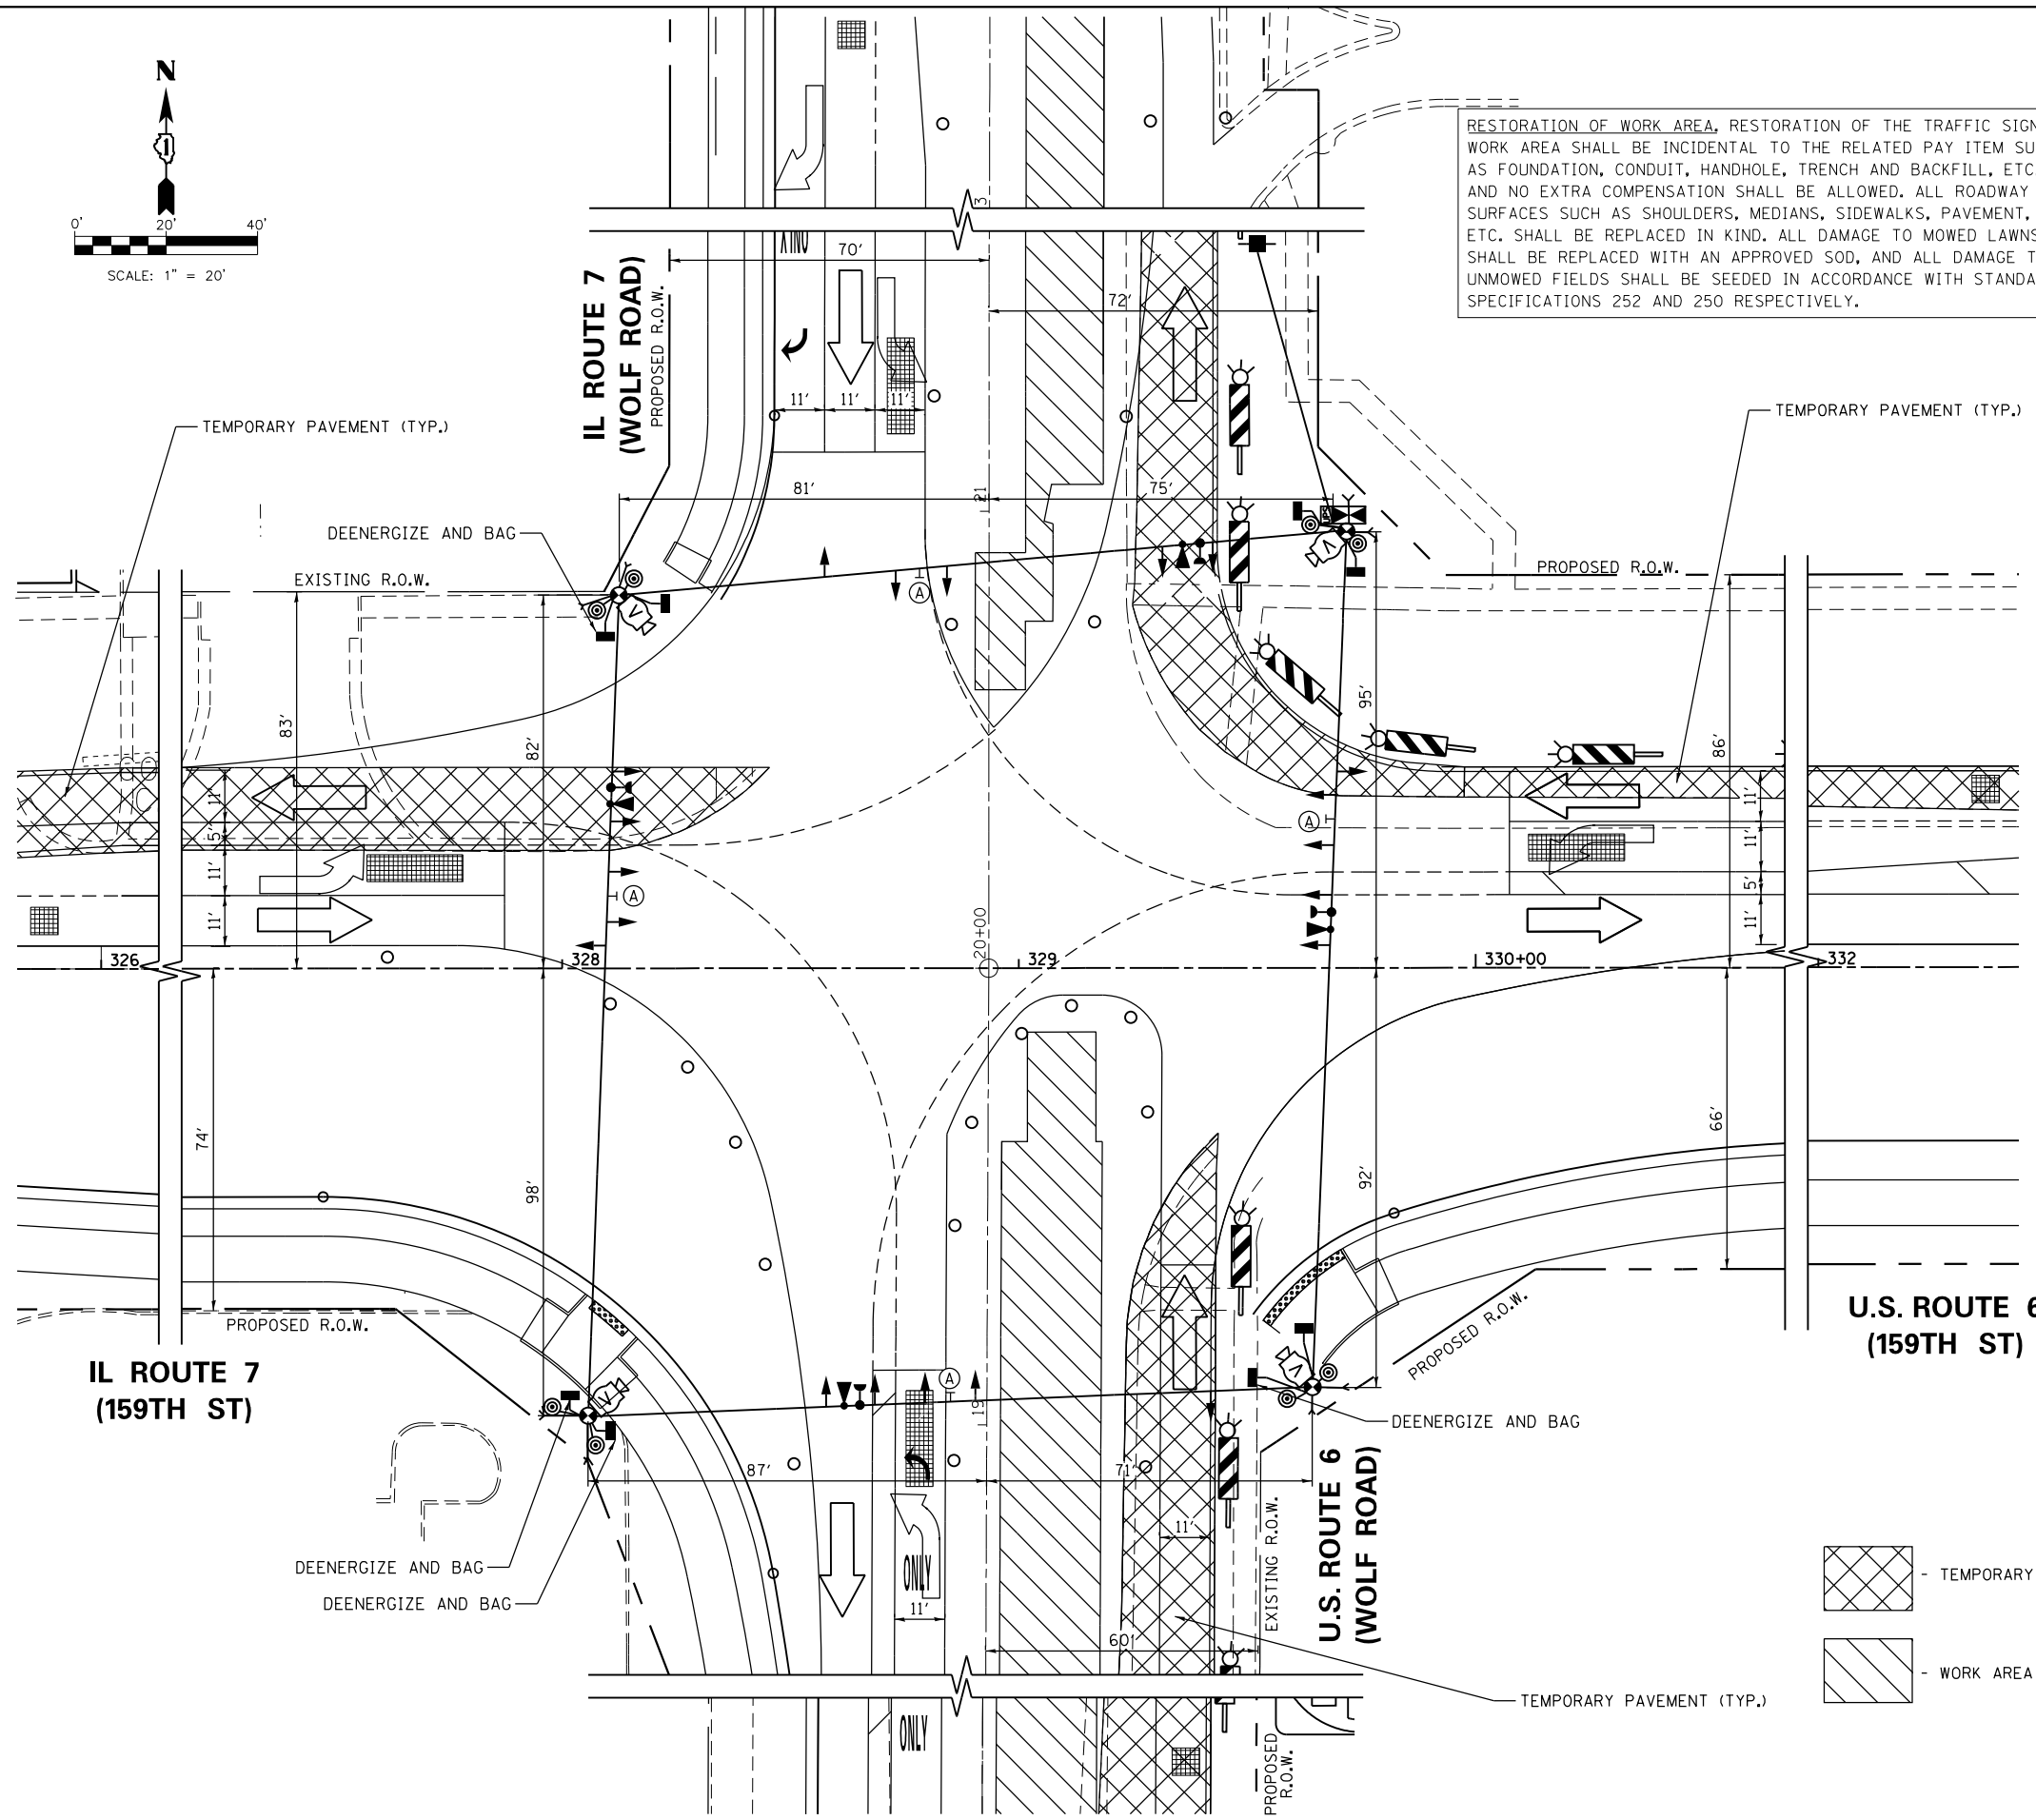 N
1
0'
20'
40'
SCALE: 1" = 20'
RESTORATION OF WORK AREA. RESTORATION OF THE TRAFFIC SIGN
WORK AREA SHALL BE INCIDENTAL TO THE RELATED PAY ITEM SU
AS FOUNDATION, CONDUIT, HANDHOLE, TRENCH AND BACKFILL, ETC
AND NO EXTRA COMPENSATION SHALL BE ALLOWED. ALL ROADWAY
SURFACES SUCH AS SHOULDERS, MEDIANS, SIDEWALKS, PAVEMENT,
ETC. SHALL BE REPLACED IN KIND. ALL DAMAGE TO MOWED LAWNS
SHALL BE REPLACED WITH AN APPROVED SOD, AND ALL DAMAGE T
UNMOWED FIELDS SHALL BE SEEDED IN ACCORDANCE WITH STANDA
SPECIFICATIONS 252 AND 250 RESPECTIVELY.
IL ROUTE 7
(WOLF ROAD)
PROPOSED R.O.W.
70'
72'
11'
11'
11'
TEMPORARY PAVEMENT (TYP.)
TEMPORARY PAVEMENT (TYP.)
81'
21
75'
DEENERGIZE AND BAG
EXISTING R.O.W.
PROPOSED R.O.W.
A
83'
82'
95'
86'
11'
5'
11'
11'
A
A
11'
11'
5'
11'
20+00
326
328
329
330+00
332
74'
98'
92'
66'
PROPOSED R.O.W.
PROPOSED R.O.W.
IL ROUTE 7
(159TH ST)
U.S. ROUTE 6
(159TH ST)
A
19
DEENERGIZE AND BAG
87'
71'
U.S. ROUTE 6
(WOLF ROAD)
EXISTING R.O.W.
11'
DEENERGIZE AND BAG
DEENERGIZE AND BAG
ONLY
11'
60'
- TEMPORARY
- WORK AREA
TEMPORARY PAVEMENT (TYP.)
ONLY
PROPOSED
R.O.W.